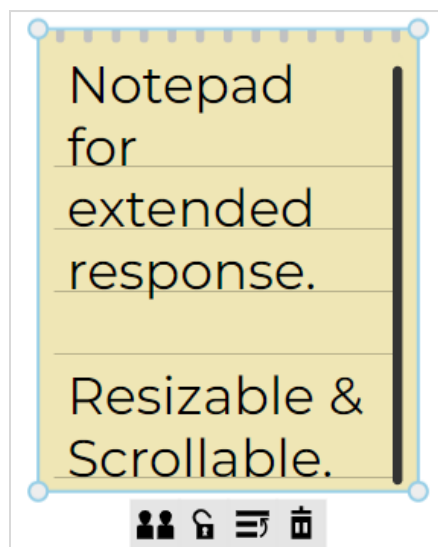 Notepad
for
extended
response.
Resizable &
Scrollable.